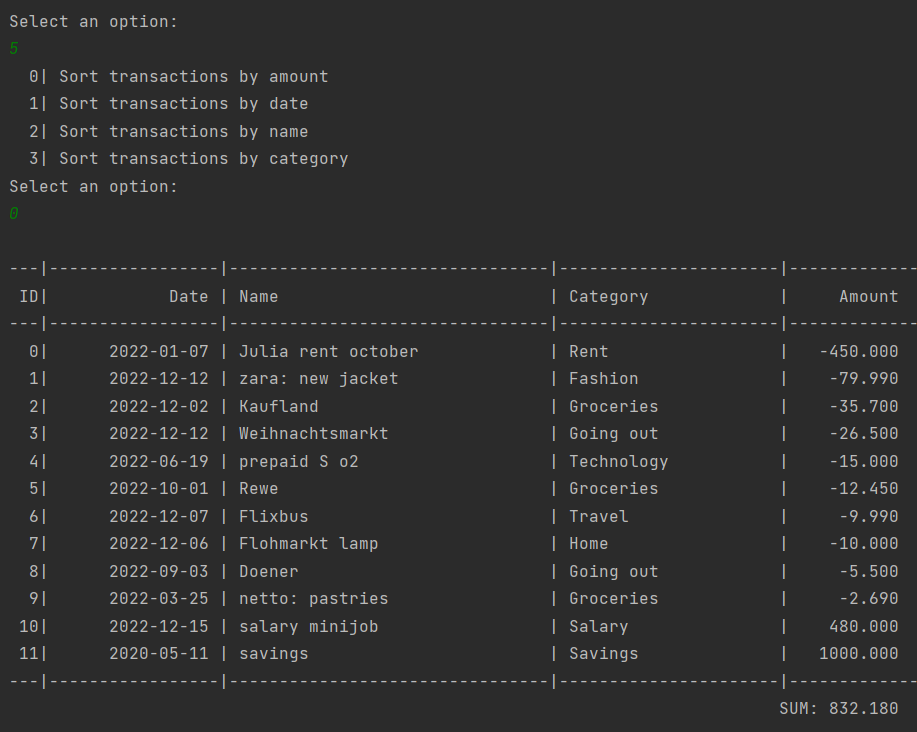 Select an option:
5
  0| Sort transactions by amount
  1| Sort transactions by date
  2| Sort transactions by name
  3| Sort transactions by category
Select an option:
0
---|-----------------|--------------------------------|----------------------|-------------
 ID|            Date | Name                           | Category             |     Amount
---|-----------------|--------------------------------|----------------------|-------------
  0|      2022-01-07 | Julia rent october             | Rent                 |   -450.000
  1|      2022-12-12 | zara: new jacket               | Fashion              |    -79.990
  2|      2022-12-02 | Kaufland                       | Groceries            |    -35.700
  3|      2022-12-12 | Weihnachtsmarkt                | Going out            |    -26.500
  4|      2022-06-19 | prepaid S o2                   | Technology           |    -15.000
  5|      2022-10-01 | Rewe                           | Groceries            |    -12.450
  6|      2022-12-07 | Flixbus                        | Travel               |     -9.990
  7|      2022-12-06 | Flohmarkt lamp                 | Home                 |    -10.000
  8|      2022-09-03 | Doener                         | Going out            |     -5.500
  9|      2022-03-25 | netto: pastries                | Groceries            |     -2.690
 10|      2022-12-15 | salary minijob                 | Salary               |    480.000
 11|      2020-05-11 | savings                        | Savings              |   1000.000
---|-----------------|--------------------------------|----------------------|-------------
                                                                             SUM: 832.180